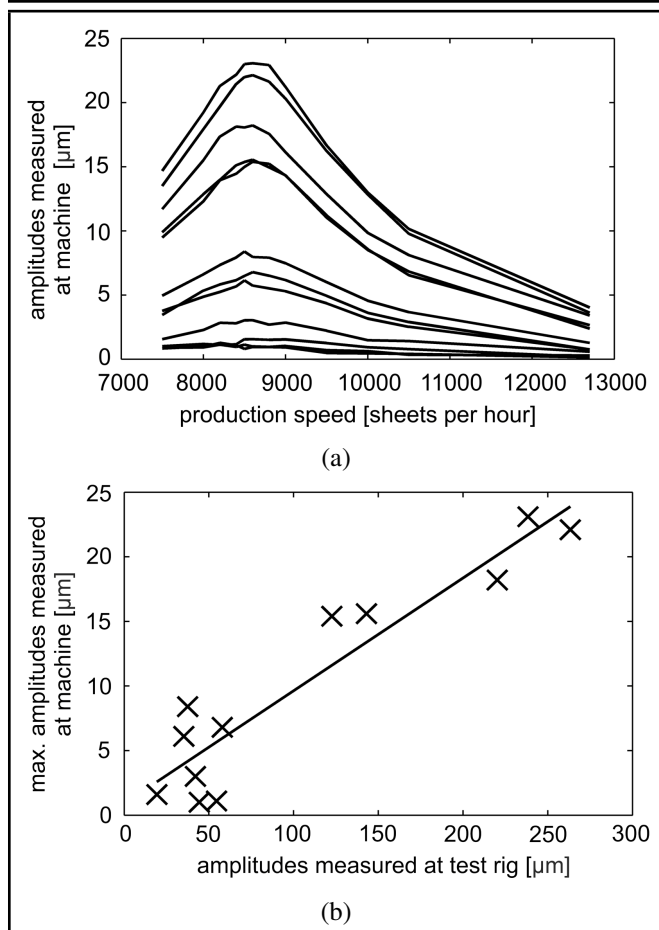 25
20
15
10
5
0
amplitudes measured
at machine [µm]
7000 8000 9000 10000 11000 12000 13000
production speed [sheets per hour]
(a)
25
20
15
10
5
0
max. amplitudes measured
at machine [µm]
0 50 100 150 200 250 300
amplitudes measured at test rig [µm]
(b)